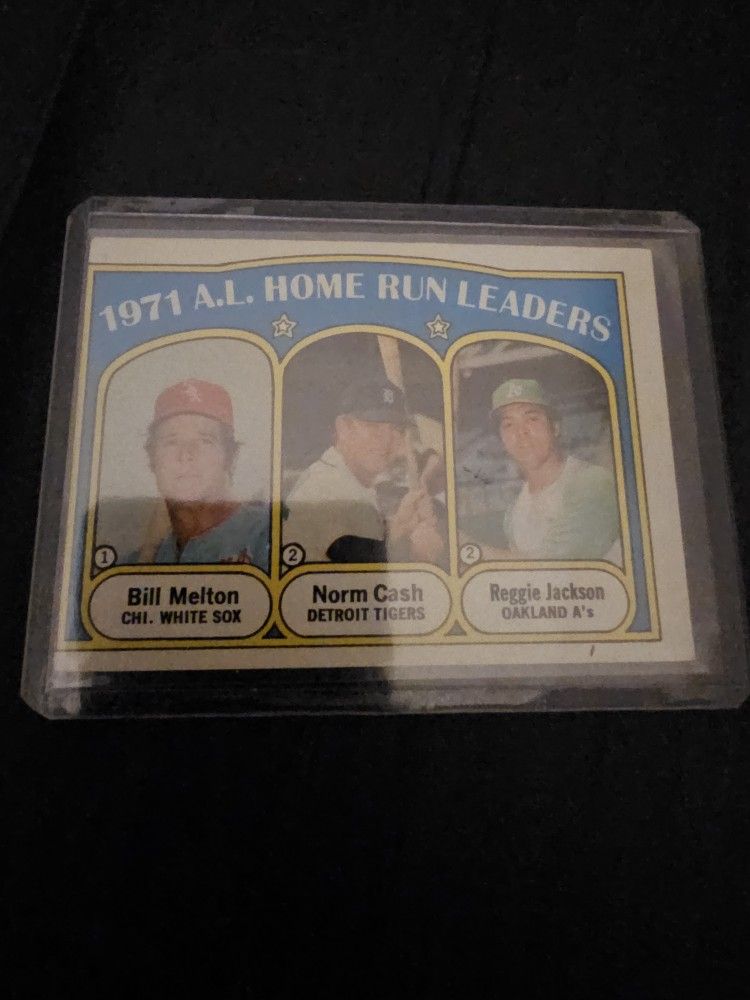 1971 A.L. HOME RUN LEADERS
1 2 2
Bill Melton Norm Cash Reggie Jackson
CHI. WHITE SOX DETROIT TIGERS OAKLAND A's